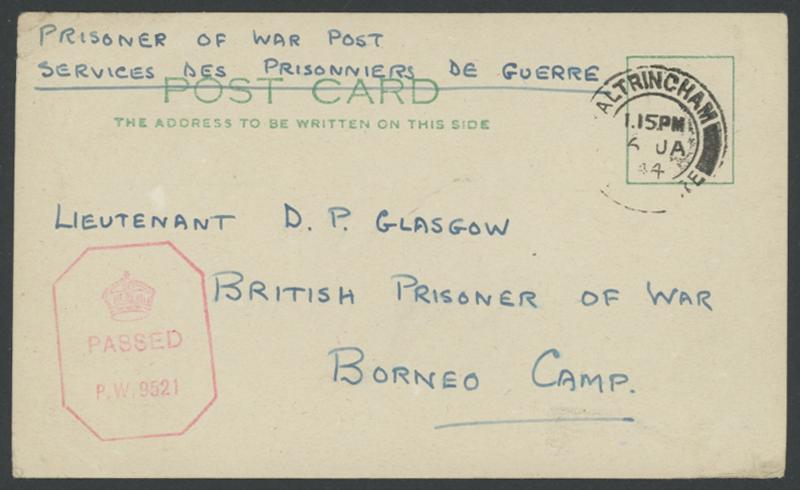 PRISONER OF WAR POST
SERVICES DES PRISONNIERS DE GUERRE
POST CARD
THE ADDRESS TO BE WRITTEN ON THIS SIDE
ALTRINCHAM
1.15PM
6 JA
44
LIEUTENANT D. P. GLASGOW
BRITISH PRISONER OF WAR
BORNEO CAMP.
PASSED
P.W. 9521